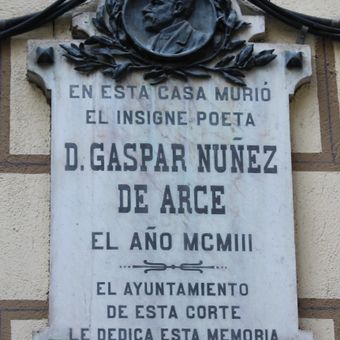 EN ESTA CASA MURIÓ
EL INSIGNE POETA
D. GASPAR NUÑEZ
DE ARCE
EL AÑO MCMIII
EL AYUNTAMIENTO
DE ESTA CORTE
LE DEDICA ESTA MEMORIA